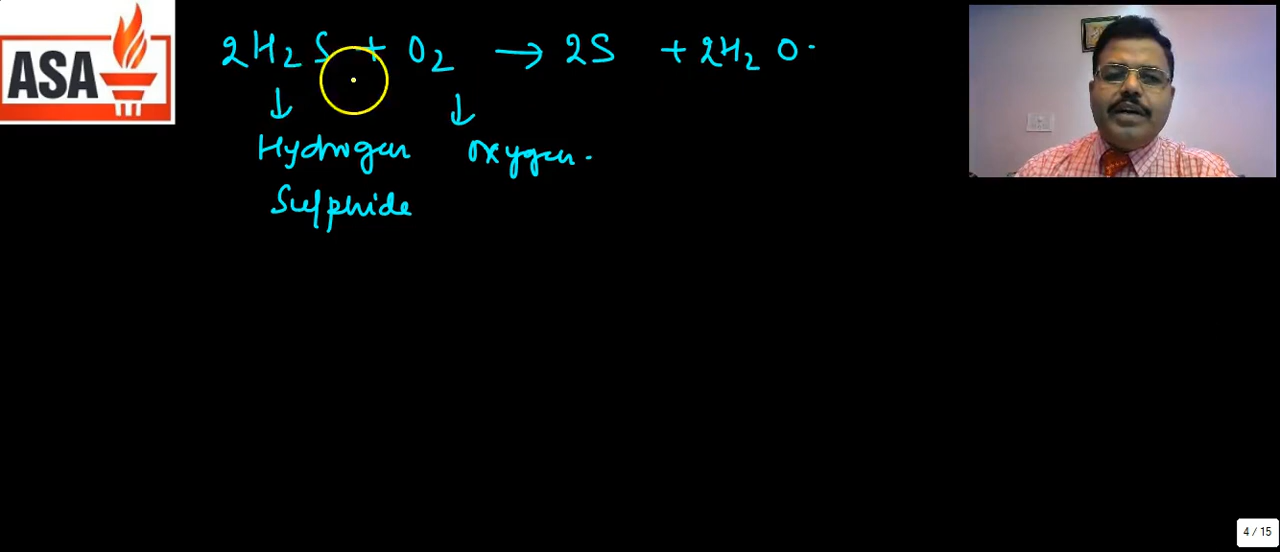 ASA
2H₂S + O₂ → 2S + 2H₂O.
↓ ↓
Hydrogen Oxygen.
Sulphide
4 / 15